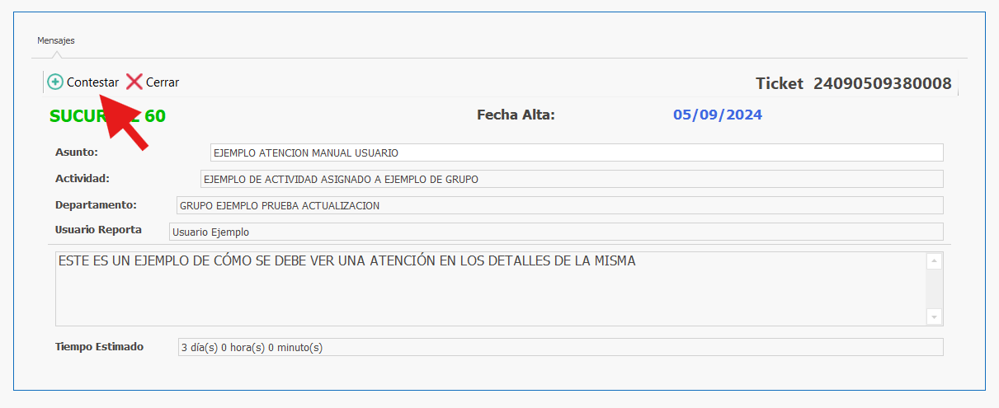 Mensajes
Contestar Cerrar Ticket 24090509380008
60 Fecha Alta: 05/09/2024
Asunto: EJEMPLO ATENCION MANUAL USUARIO
Actividad: EJEMPLO DE ACTIVIDAD ASIGNADO A EJEMPLO DE GRUPO
Departamento: GRUPO EJEMPLO PRUEBA ACTUALIZACION
Usuario Reporta Usuario Ejemplo
ESTE ES UN EJEMPLO DE CÓMO SE DEBE VER UNA ATENCIÓN EN LOS DETALLES DE LA MISMA
Tiempo Estimado 3 día(s) 0 hora(s) 0 minuto(s)